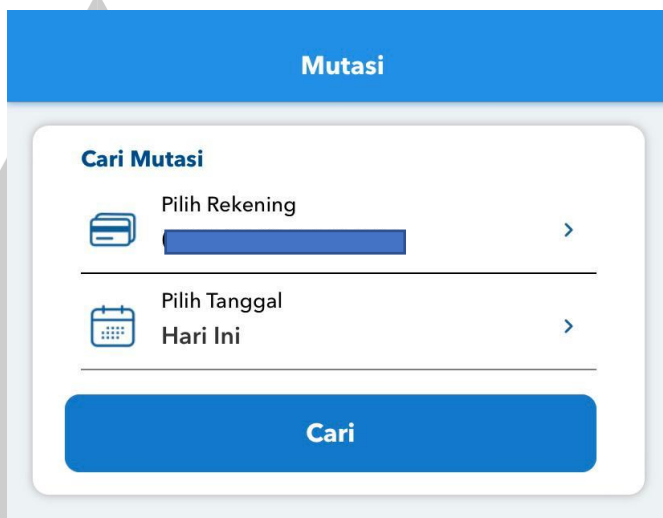 Mutasi
Cari Mutasi
Pilih Rekening
Pilih Tanggal
Hari Ini
Cari